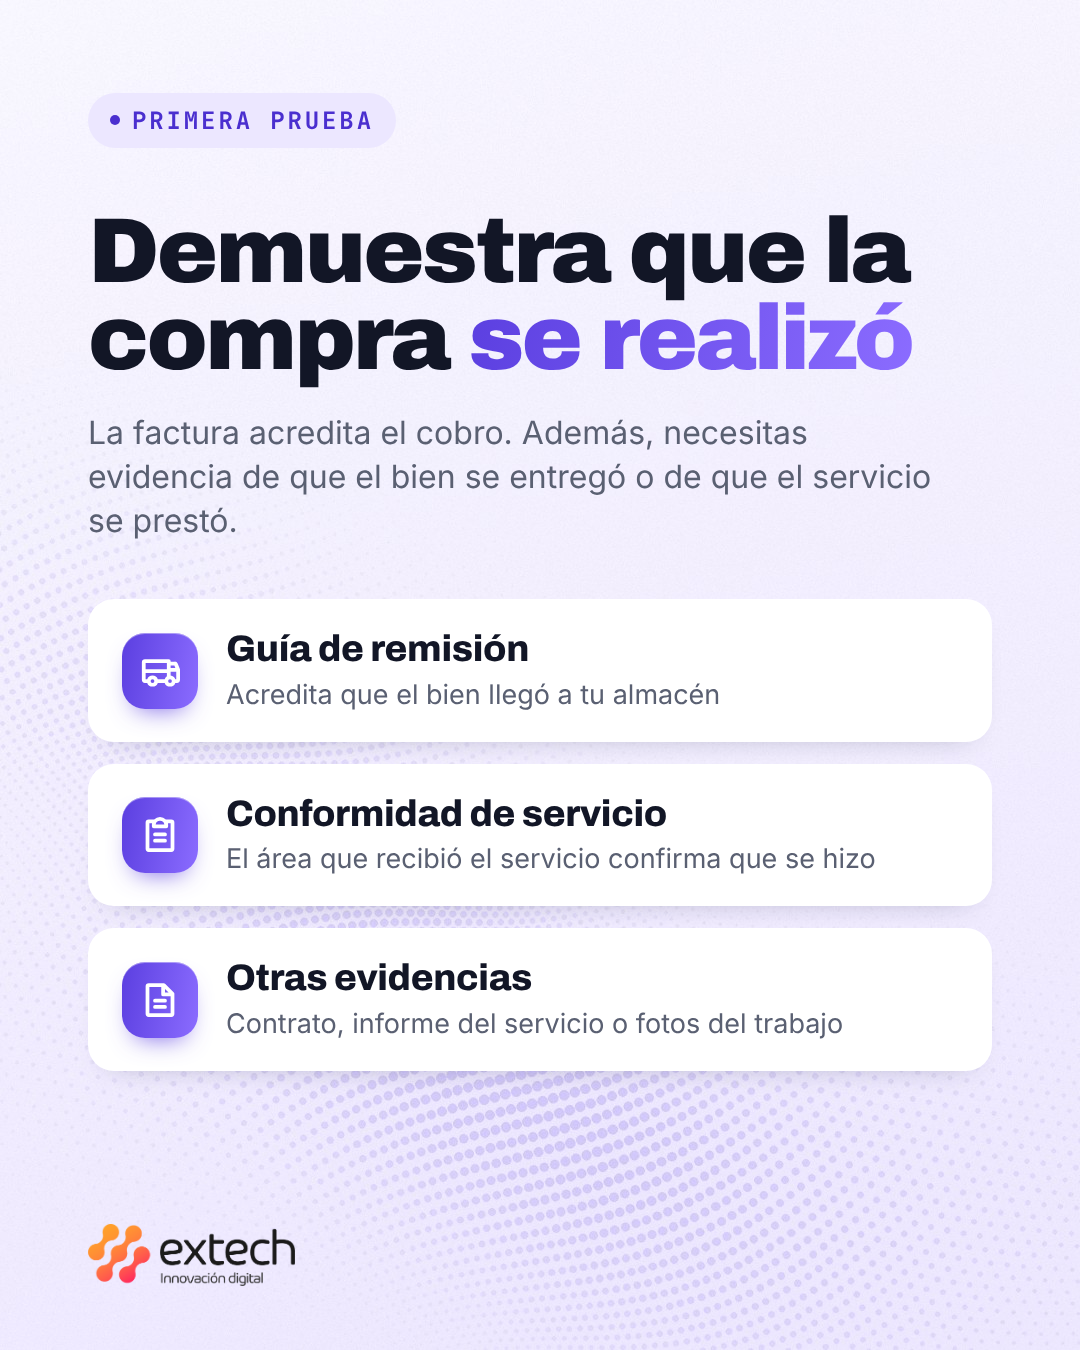 PRIMERA PRUEBA
Demuestra que la
compra se realizó
La factura acredita el cobro. Además, necesitas
evidencia de que el bien se entregó o de que el servicio
se prestó.
Guía de remisión
Acredita que el bien llegó a tu almacén
Conformidad de servicio
El área que recibió el servicio confirma que se hizo
Otras evidencias
Contrato, informe del servicio o fotos del trabajo
extech
Innovación digital